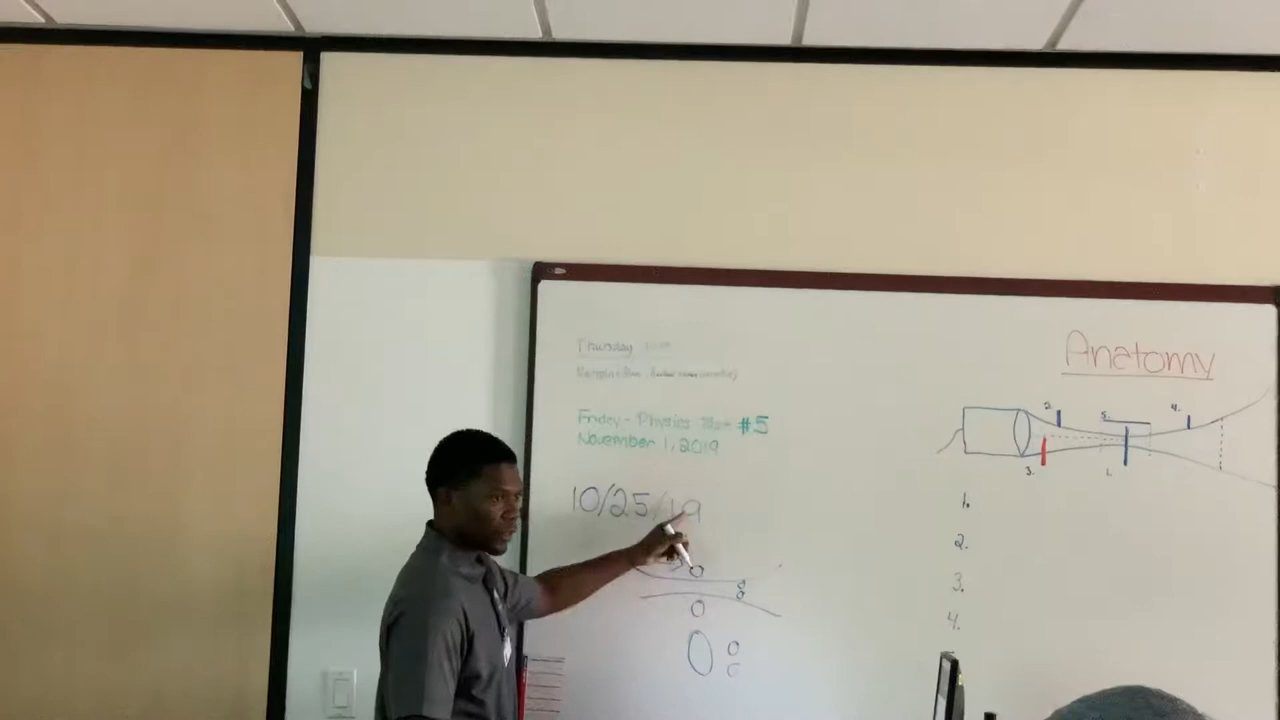 Thursday
Friday - Physics #5
November 1, 2019
10/25/19
Anatomy
2.
5.
4.
3.
1.
1.
2.
3.
4.